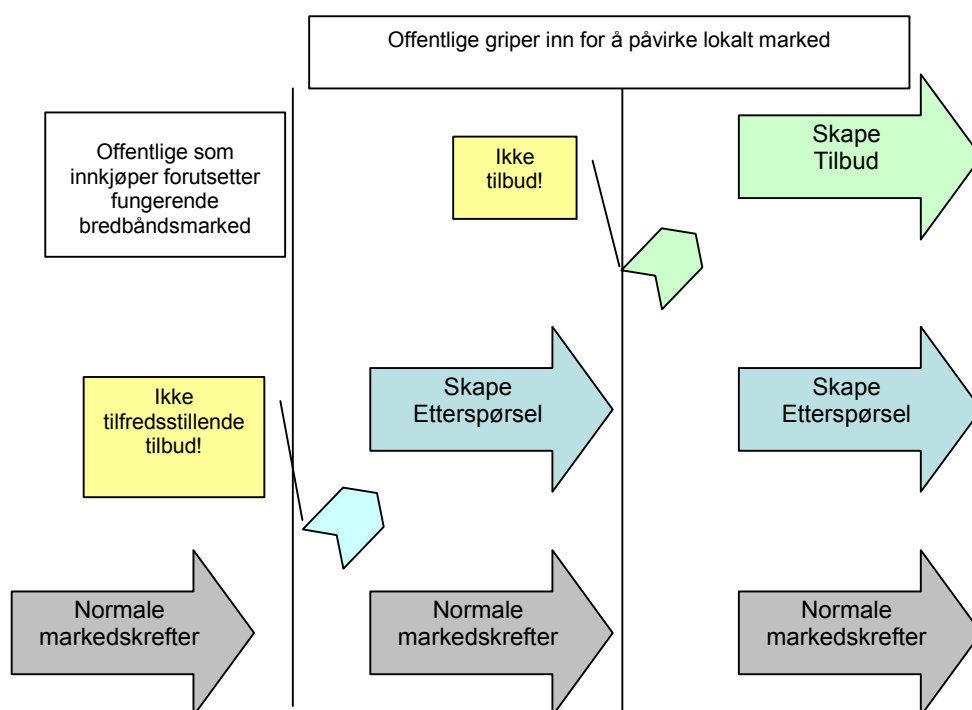 Offentlige griper inn for å påvirke lokalt marked
Offentlige som
innkjøper forutsetter
fungerende
bredbåndsmarked
Ikke
tilbud!
Skape
Tilbud
Ikke
tilfredsstillende
tilbud!
Skape
Etterspørsel
Skape
Etterspørsel
Normale
markedskrefter
Normale
markedskrefter
Normale
markedskrefter